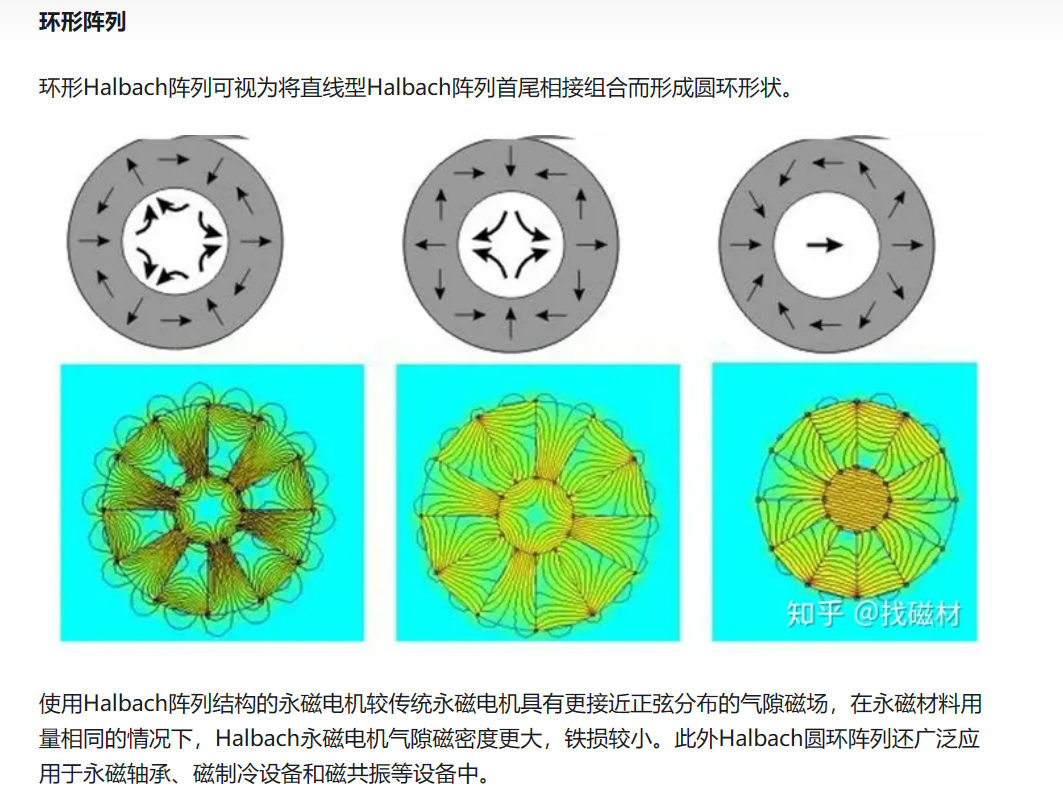 环形阵列
环形Halbach阵列可视为将直线型Halbach阵列首尾相接组合而形成圆环形状。
知乎 @找磁材
使用Halbach阵列结构的永磁电机较传统永磁电机具有更接近正弦分布的气隙磁场，在永磁材料用
量相同的情况下，Halbach永磁电机气隙磁密度更大，铁损较小。此外Halbach圆环阵列还广泛应
用于永磁轴承、磁制冷设备和磁共振等设备中。